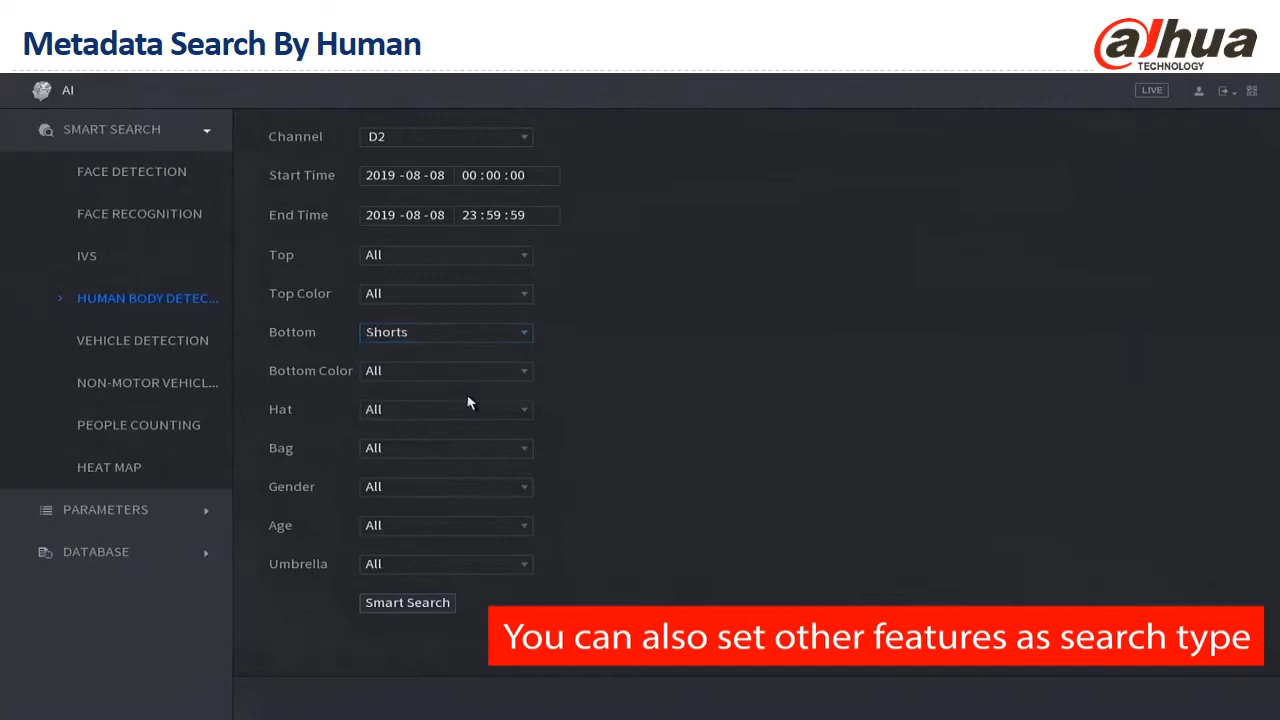 Metadata Search By Human
alhua
TECHNOLOGY
AI
LIVE
SMART SEARCH
FACE DETECTION
FACE RECOGNITION
IVS
HUMAN BODY DETEC...
VEHICLE DETECTION
NON-MOTOR VEHICL...
PEOPLE COUNTING
HEAT MAP
PARAMETERS
DATABASE
Channel D2
Start Time 2019 -08-08 00 : 00 : 00
End Time 2019 -08-08 23 : 59 : 59
Top All
Top Color All
Bottom Shorts
Bottom Color All
Hat All
Bag All
Gender All
Age All
Umbrella All
Smart Search
You can also set other features as search type